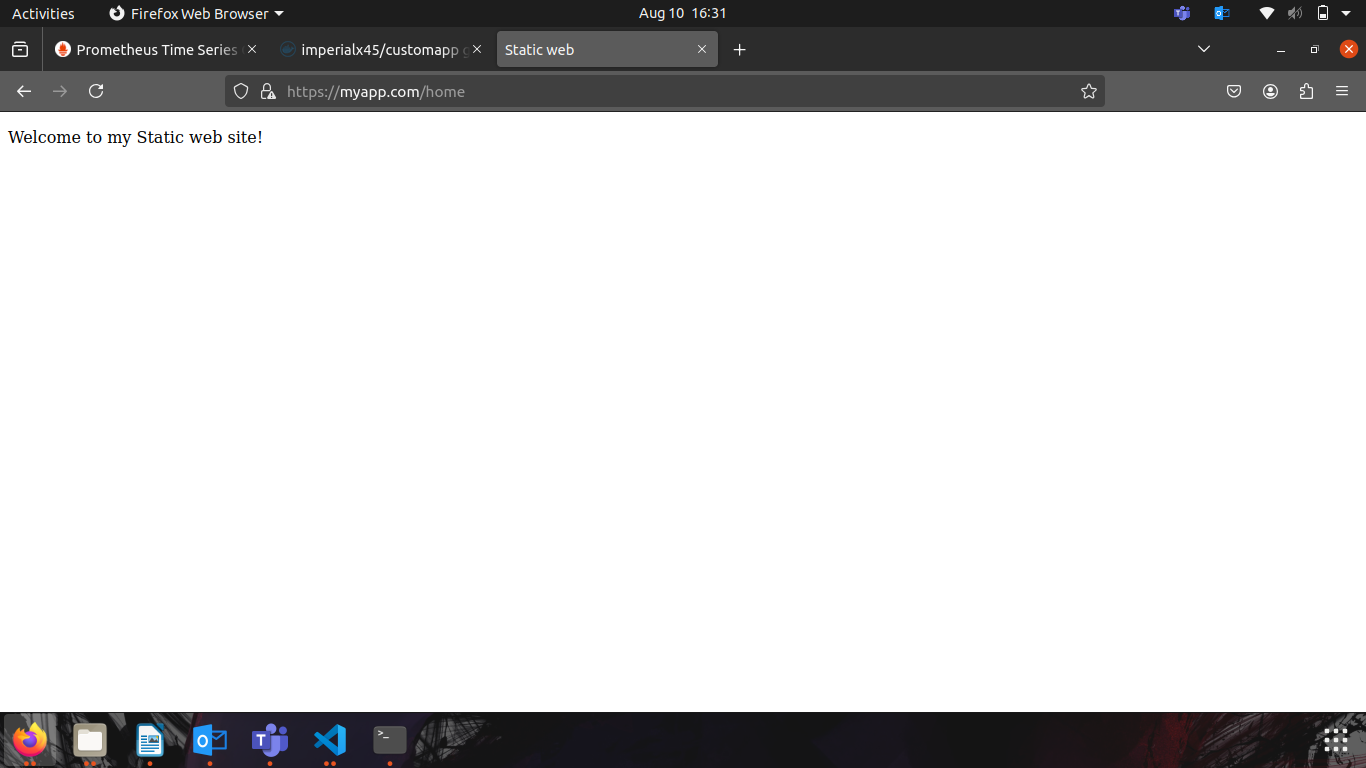 Activities Firefox Web Browser Aug 10 16:31
Prometheus Time Series imperialx45/customapp Static web
https://myapp.com/home
Welcome to my Static web site!